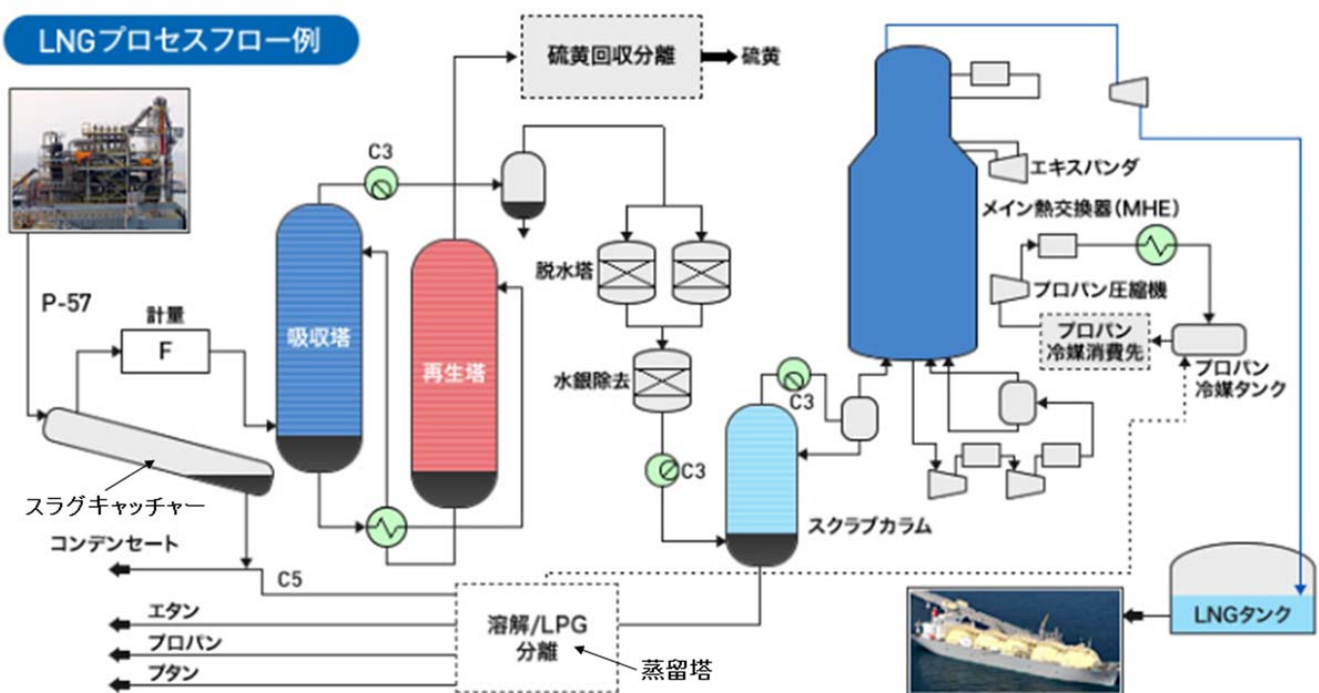 LNGプロセスフロー例
硫黄回収分離
硫黄
C3
エキスパンダ
メイン熱交換器(MHE)
脱水塔
P-57
計量
F
プロパン圧縮機
吸収塔
プロパン
冷媒消費先
再生塔
水銀除去
プロパン
冷媒タンク
C3
C3
スラグキャッチャー
スクラブカラム
コンデンセート
C5
エタン
LNGタンク
溶解/LPG
分離
プロパン
蒸留塔
ブタン